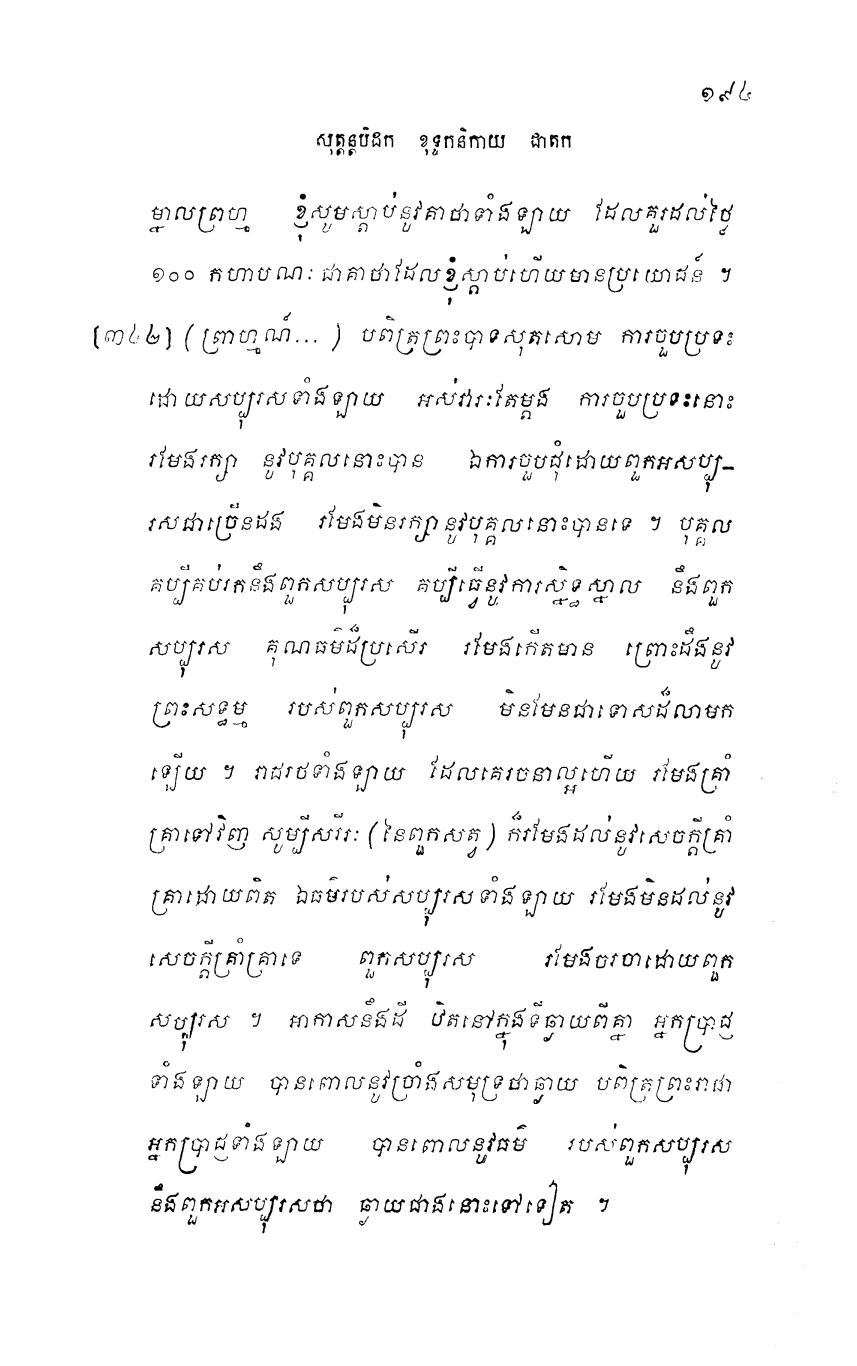 ១៩៤
សុត្តន្តបិដក ខុទ្ទកនិកាយ ជាតក
ម្នាលព្រហ្ម ខ្ញុំសូមស្តាប់នូវគាថាទាំងឡាយ ដែលគួរដល់ថ្លៃ
១០០ កហាបណៈ ជាគាថាដែលខ្ញុំស្តាប់ហើយមានប្រយោជន៍ ។
[៣៤២] (ព្រាហ្មណ៍...) បពិត្រព្រះបាទសុតសោម ការចួបប្រទះ
ដោយសប្បុរសទាំងឡាយ អស់វារៈតែម្តង ការចួបប្រទះនោះ
រមែងរក្សា នូវបុគ្គលនោះបាន ឯការចួបជុំដោយពួកអសប្បុ-
រសជាច្រើនដង រមែងមិនរក្សានូវបុគ្គលនោះបានទេ ។ បុគ្គល
គប្បីគប់រកនឹងពួកសប្បុរស គប្បីធ្វើនូវការស្និទ្ធស្នាល នឹងពួក
សប្បុរស គុណធម៌ដ៏ប្រសើរ រមែងកើតមាន ព្រោះដឹងនូវ
ព្រះសទ្ធម្ម របស់ពួកសប្បុរស មិនមែនជាទោសដ៏លាមក
ឡើយ ។ រាជរថទាំងឡាយ ដែលគេរចនាល្អហើយ រមែងគ្រាំ
គ្រាទៅវិញ សូម្បីសរីរៈ (នៃពួកសត្វ) ក៏រមែងដល់នូវសេចក្តីគ្រាំ
គ្រាដោយពិត ឯធម៌របស់សប្បុរសទាំងឡាយ រមែងមិនដល់នូវ
សេចក្តីគ្រាំគ្រាទេ ពួកសប្បុរស រមែងចរចាដោយពួក
សប្បុរស ។ អាកាសនឹងដី ឋិតនៅក្នុងទីឆ្ងាយពីគ្នា អ្នកប្រាជ្ញ
ទាំងឡាយ បានពោលនូវច្រាំងសមុទ្រថាឆ្ងាយ បពិត្រព្រះរាជា
អ្នកប្រាជ្ញទាំងឡាយ បានពោលនូវធម៌ របស់ពួកសប្បុរស
នឹងពួកអសប្បុរសថា ឆ្ងាយជាងនោះទៅទៀត ។